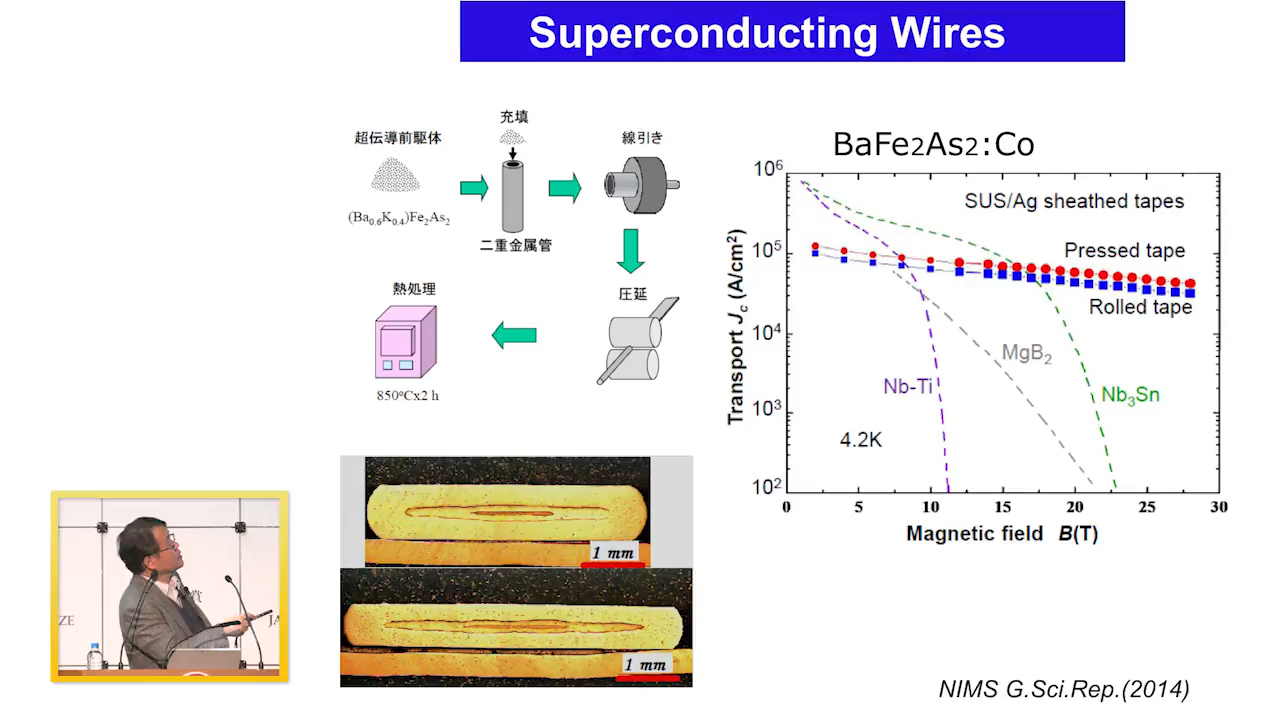 Superconducting Wires
超伝導前駆体
充填
線引き
(Ba0.6K0.4)Fe2As2
二重金属管
熱処理
圧延
850°Cx2 h
1 mm
1 mm
BaFe2As2:Co
SUS/Ag sheathed tapes
Pressed tape
Rolled tape
MgB2
Nb-Ti
Nb3Sn
4.2K
Transport Jc (A/cm2)
10^6
10^5
10^4
10^3
10^2
0 5 10 15 20 25 30
Magnetic field B(T)
ZE
賞
JA
NIMS G.Sci.Rep.(2014)